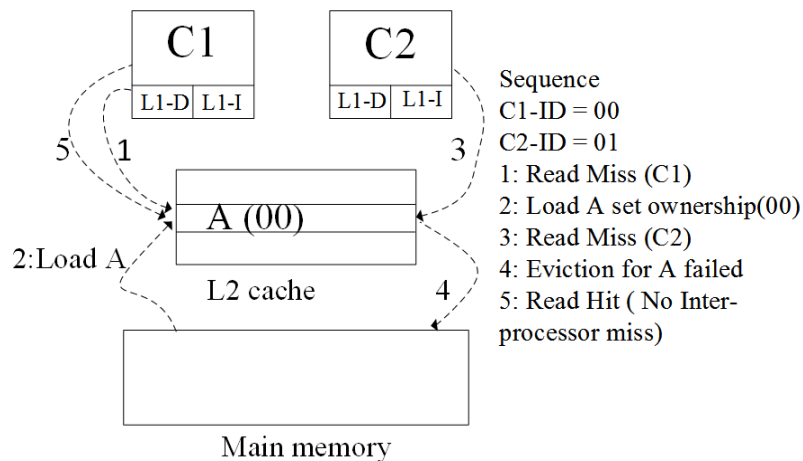 C1
C2
L1-D
L1-I
L1-D
L1-I
5
1
3
A (00)
2:Load A
L2 cache
4
Main memory
Sequence
C1-ID = 00
C2-ID = 01
1: Read Miss (C1)
2: Load A set ownership(00)
3: Read Miss (C2)
4: Eviction for A failed
5: Read Hit ( No Inter-
processor miss)